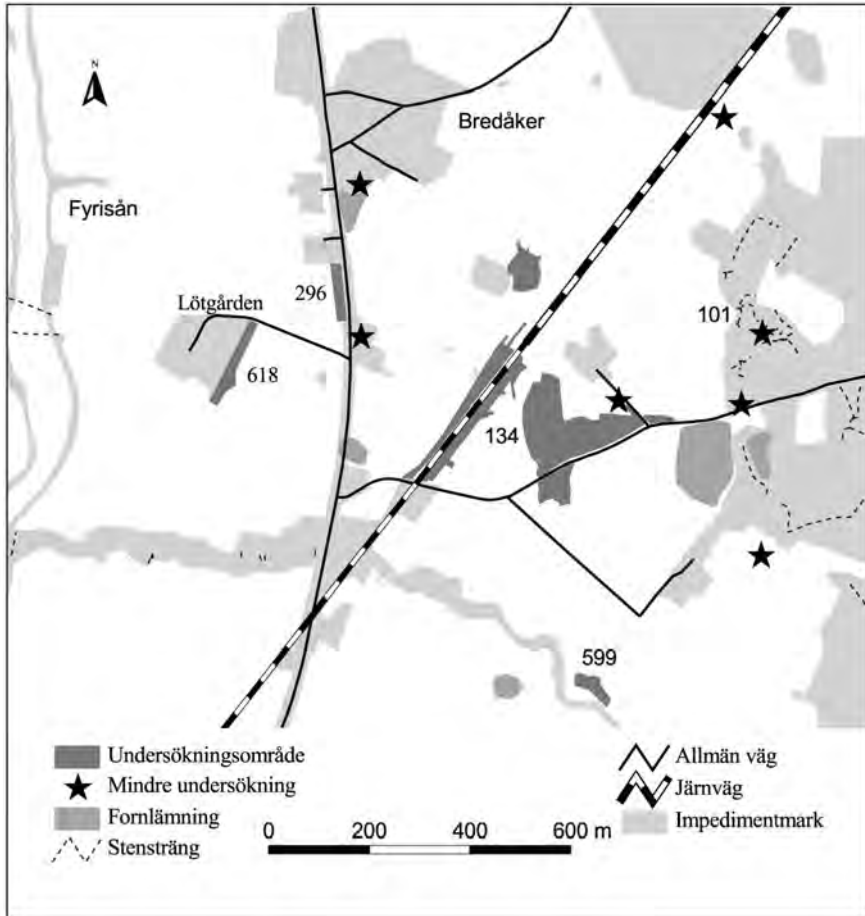 N
Bredåker
Fyrisån
296
Lötgården
101
618
134
599
Undersökningsområde
Mindre undersökning
Fornlämning
Stensträng
Allmän väg
Järnväg
Impedimentmark
0 200 400 600 m